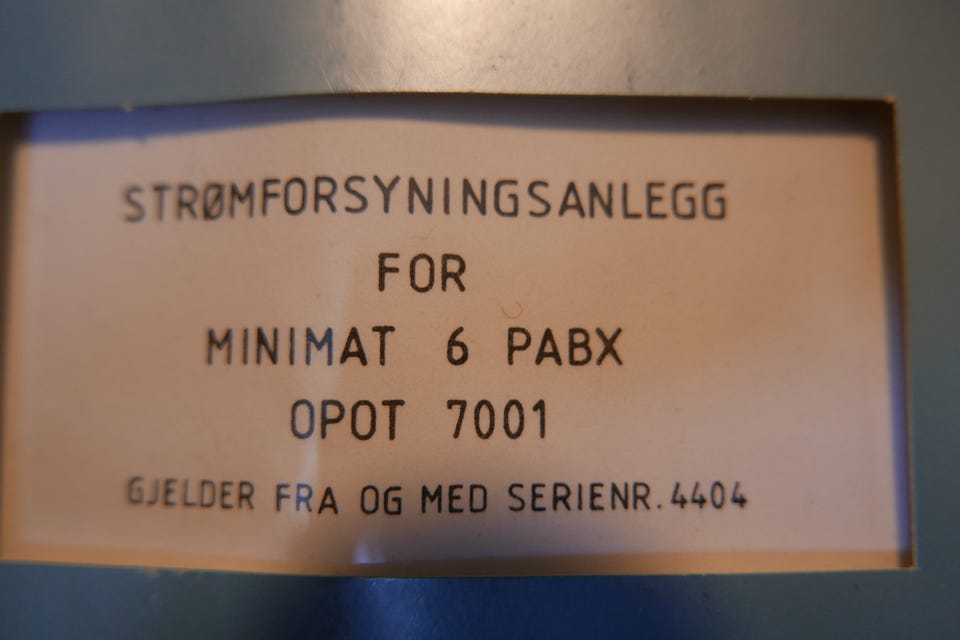 STRØMFORSYNINGSANLEGG
FOR
MINIMAT 6 PABX
OPOT 7001
GJELDER FRA OG MED SERIENR. 4404